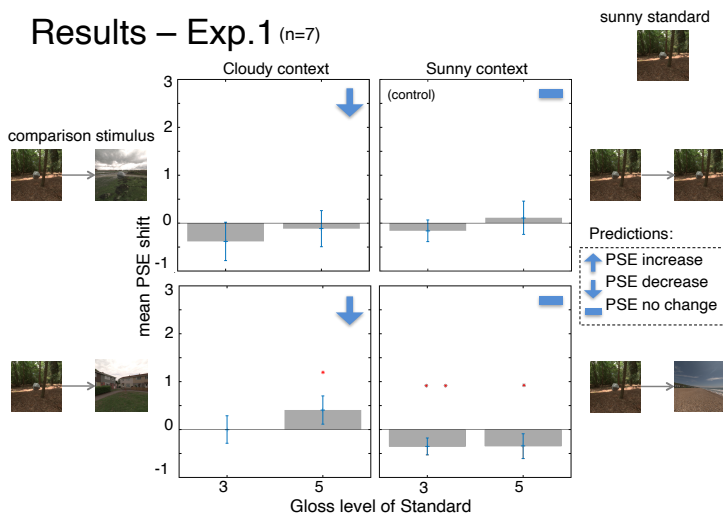 Results – Exp.1 (n=7)
sunny standard
Cloudy context
Sunny context
comparison stimulus
(control)
3
2
1
0
-1
3
2
1
0
-1
mean PSE shift
Predictions:
PSE increase
PSE decrease
PSE no change
3
5
3
5
Gloss level of Standard